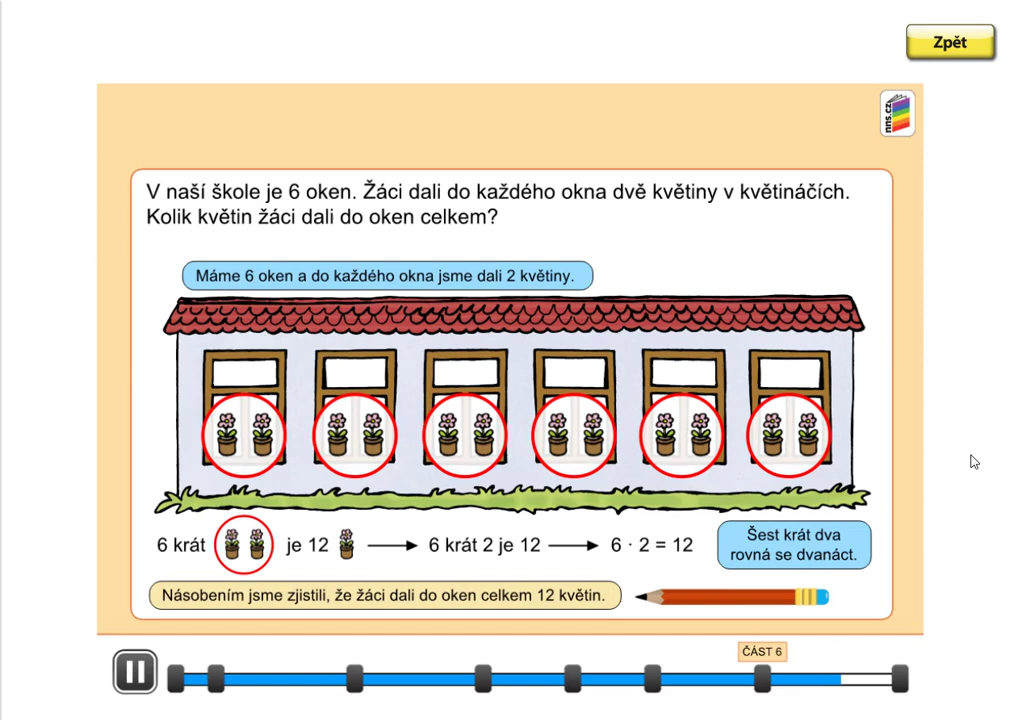 Zpět
nns.cz
V naší škole je 6 oken. Žáci dali do každého okna dvě květiny v květináčích.
Kolik květin žáci dali do oken celkem?
Máme 6 oken a do každého okna jsme dali 2 květiny.
6 krát je 12 6 krát 2 je 12 6 · 2 = 12
Šest krát dva
rovná se dvanáct.
Násobením jsme zjistili, že žáci dali do oken celkem 12 květin.
ČÁST 6